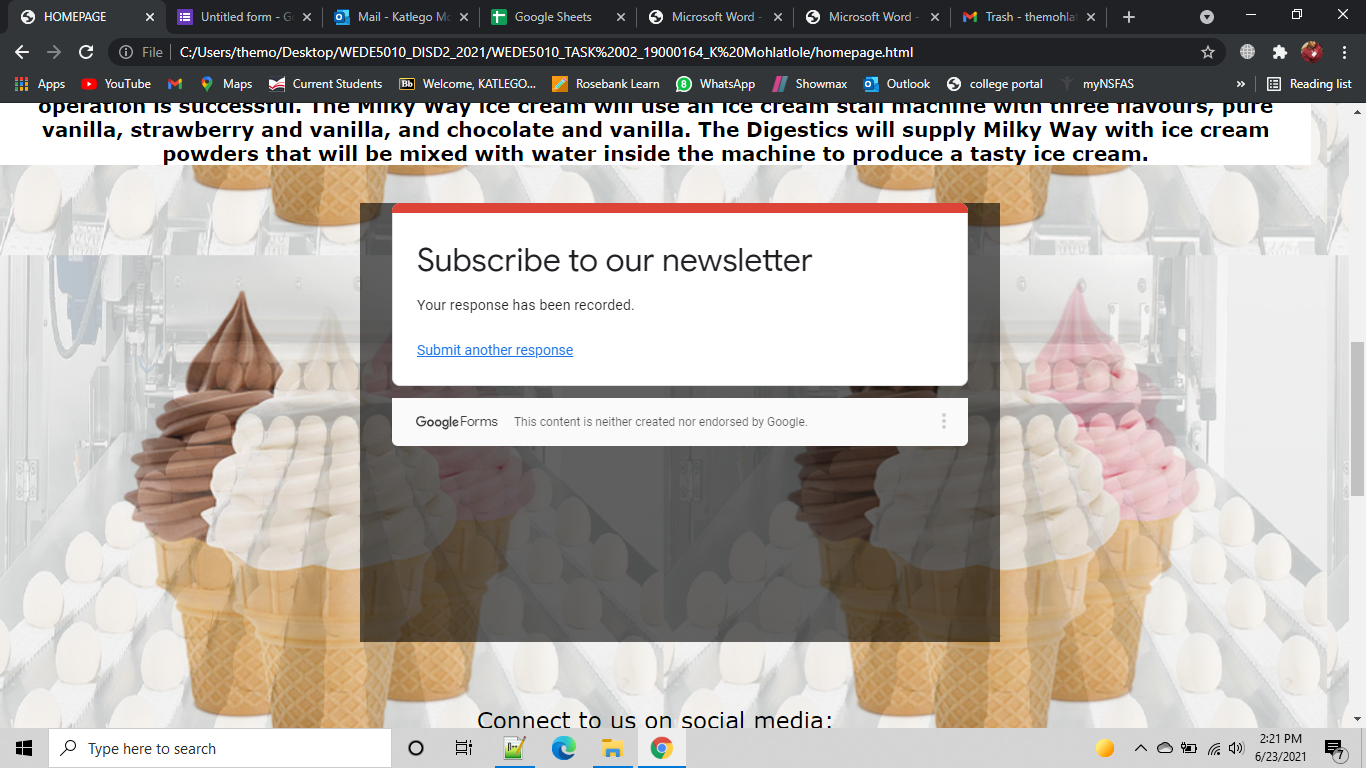 HOMEPAGE
Untitled form - G
Mail - Katlego Mo
Google Sheets
Microsoft Word -
Microsoft Word -
Trash - themohlat
File
C:/Users/themo/Desktop/WEDE5010_DISD2_2021/WEDE5010_TASK%2002_19000164_K%20Mohlatlole/homepage.html
Apps
YouTube
Maps
Current Students
Bb
Welcome, KATLEGO...
Rosebank Learn
WhatsApp
Showmax
Outlook
college portal
myNSFAS
»
Reading list
operation is successful. The Milky Way ice cream will use an ice cream stall machine with three flavours, pure
vanilla, strawberry and vanilla, and chocolate and vanilla. The Digestics will supply Milky Way with ice cream
powders that will be mixed with water inside the machine to produce a tasty ice cream.
Subscribe to our newsletter
Your response has been recorded.
Submit another response
Google Forms
This content is neither created nor endorsed by Google.
Connect to us on social media:
Type here to search
2:21 PM
6/23/2021
7